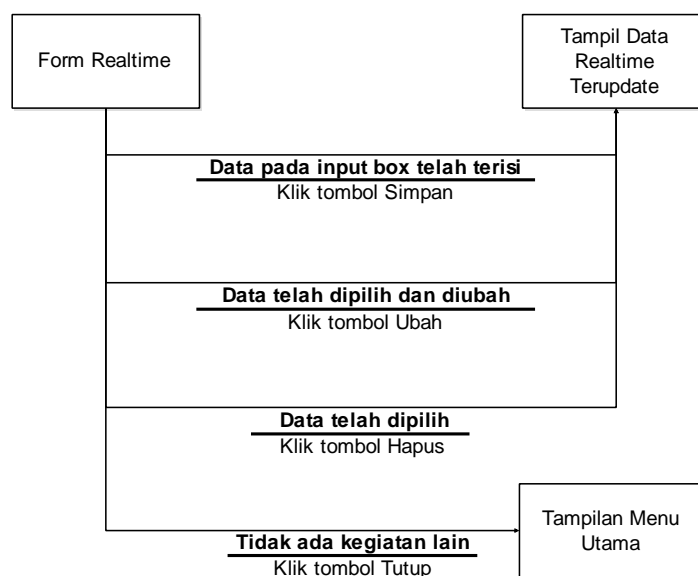 Form Realtime
Tampil Data
Realtime
Terupdate
Data pada input box telah terisi
Klik tombol Simpan
Data telah dipilih dan diubah
Klik tombol Ubah
Data telah dipilih
Klik tombol Hapus
Tidak ada kegiatan lain
Klik tombol Tutup
Tampilan Menu
Utama